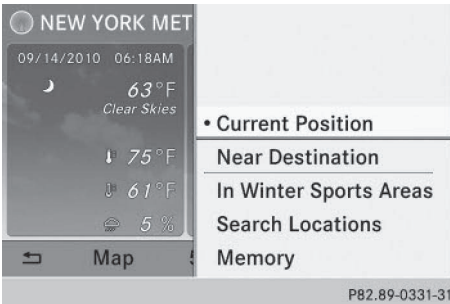 NEW YORK MET
09/14/2010 06:18AM
63°F
Clear Skies
• Current Position
75°F
Near Destination
61°F
In Winter Sports Areas
5 %
Search Locations
Map
Memory
P82.89-0331-31